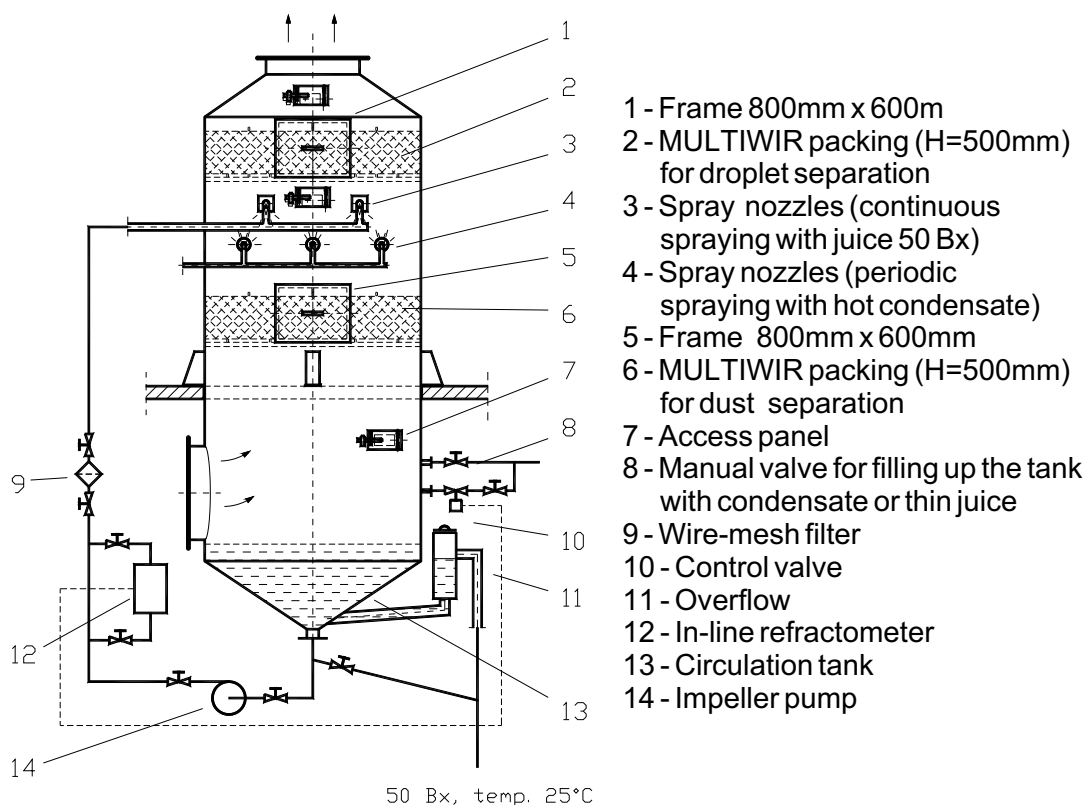 1
2
3
4
5
6
7
8
9
10
11
12
13
14
50 Bx, temp. 25°C
1 - Frame 800mm x 600m
2 - MULTIWIR packing (H=500mm)
for droplet separation
3 - Spray nozzles (continuous
spraying with juice 50 Bx)
4 - Spray nozzles (periodic
spraying with hot condensate)
5 - Frame 800mm x 600mm
6 - MULTIWIR packing (H=500mm)
for dust separation
7 - Access panel
8 - Manual valve for filling up the tank
with condensate or thin juice
9 - Wire-mesh filter
10 - Control valve
11 - Overflow
12 - In-line refractometer
13 - Circulation tank
14 - Impeller pump